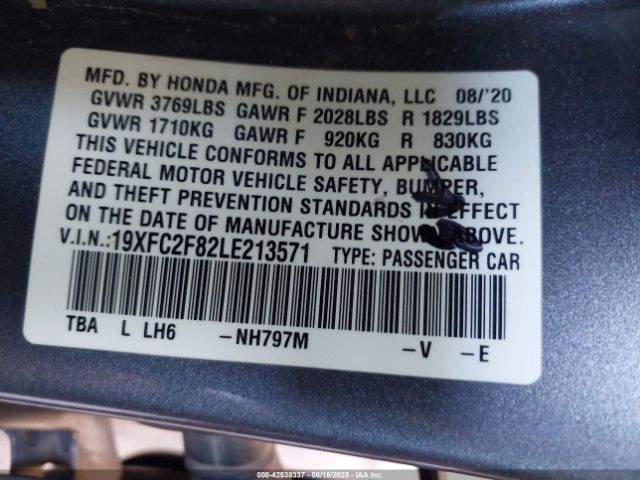 MFD. BY HONDA MFG. OF INDIANA, LLC 08/'20
GVWR 3769LBS GAWR F 2028LBS R 1829LBS
GVWR 1710KG GAWR F 920KG R 830KG
THIS VEHICLE CONFORMS TO ALL APPLICABLE
FEDERAL MOTOR VEHICLE SAFETY, BUMPER,
AND THEFT PREVENTION STANDARDS IN EFFECT
ON THE DATE OF MANUFACTURE SHOWN ABOVE.
V.I.N.:19XFC2F82LE213571 TYPE: PASSENGER CAR
TBA L LH6 -NH797M -V -E
000-42538337 - 06/18/2025 - IAA Inc.